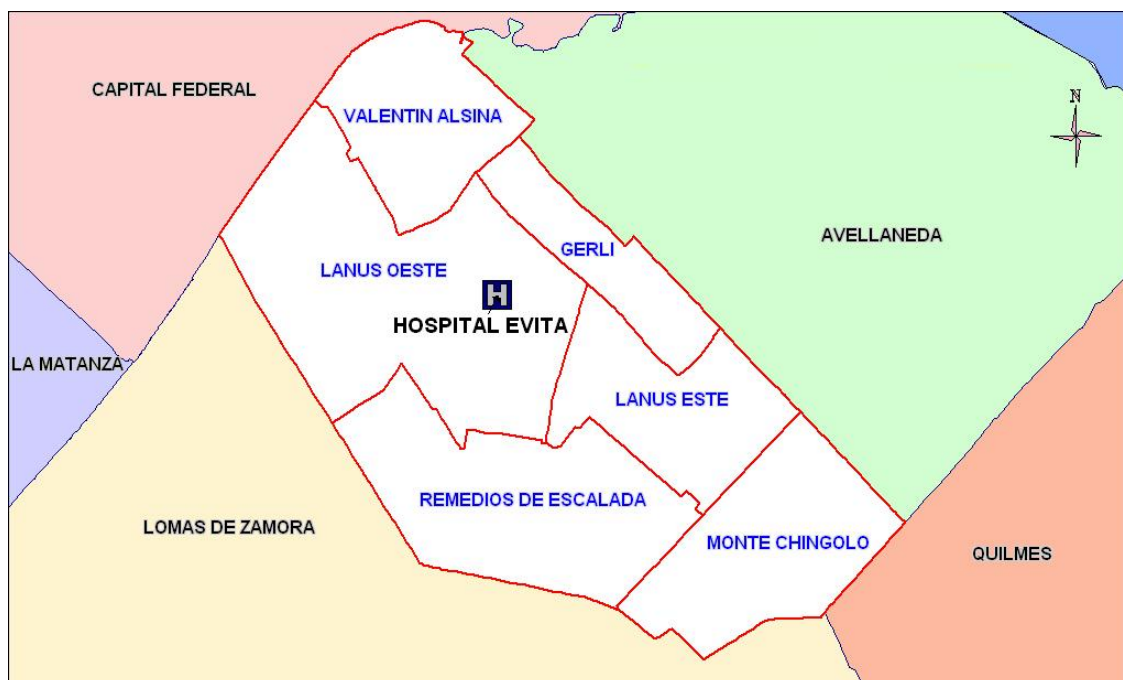 N
CAPITAL FEDERAL
VALENTIN ALSINA
AVELLANEDA
GERLI
LANUS OESTE
H
HOSPITAL EVITA
LA MATANZA
LANUS ESTE
REMEDIOS DE ESCALADA
LOMAS DE ZAMORA
MONTE CHINGOLO
QUILMES